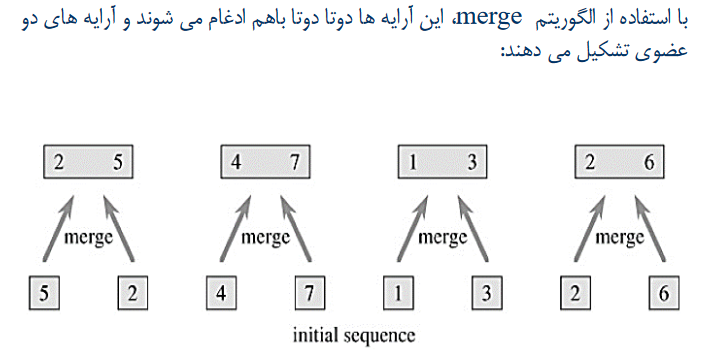 با استفاده از الگوریتم merge، این آرایه ها دوتا دوتا باهم ادغام می شوند و آرایه های دو
عضوی تشکیل می دهند:
2 5 4 7 1 3 2 6
merge merge merge merge
5 2 4 7 1 3 2 6
initial sequence